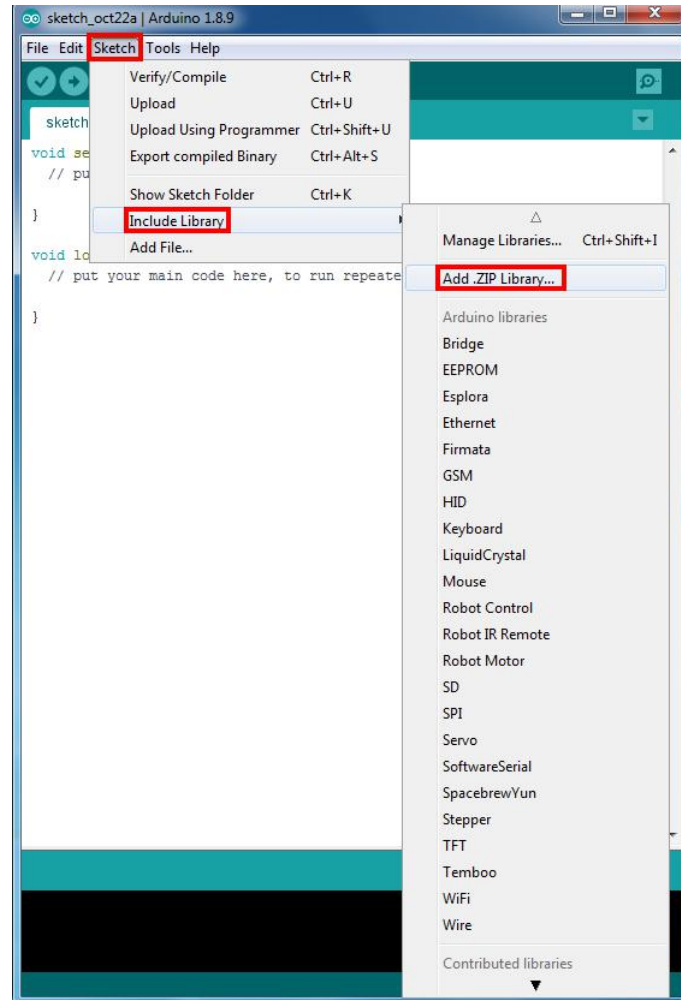 sketch_oct22a | Arduino 1.8.9
File Edit Sketch Tools Help
Verify/Compile Ctrl+R
Upload Ctrl+U
Upload Using Programmer Ctrl+Shift+U
Export compiled Binary Ctrl+Alt+S
Show Sketch Folder Ctrl+K
Include Library
Add File...
sketch
void se
// pu
}
void lo
// put your main code here, to run repeate
}
Manage Libraries... Ctrl+Shift+I
Add .ZIP Library...
Arduino libraries
Bridge
EEPROM
Esplora
Ethernet
Firmata
GSM
HID
Keyboard
LiquidCrystal
Mouse
Robot Control
Robot IR Remote
Robot Motor
SD
SPI
Servo
SoftwareSerial
SpacebrewYun
Stepper
TFT
Temboo
WiFi
Wire
Contributed libraries